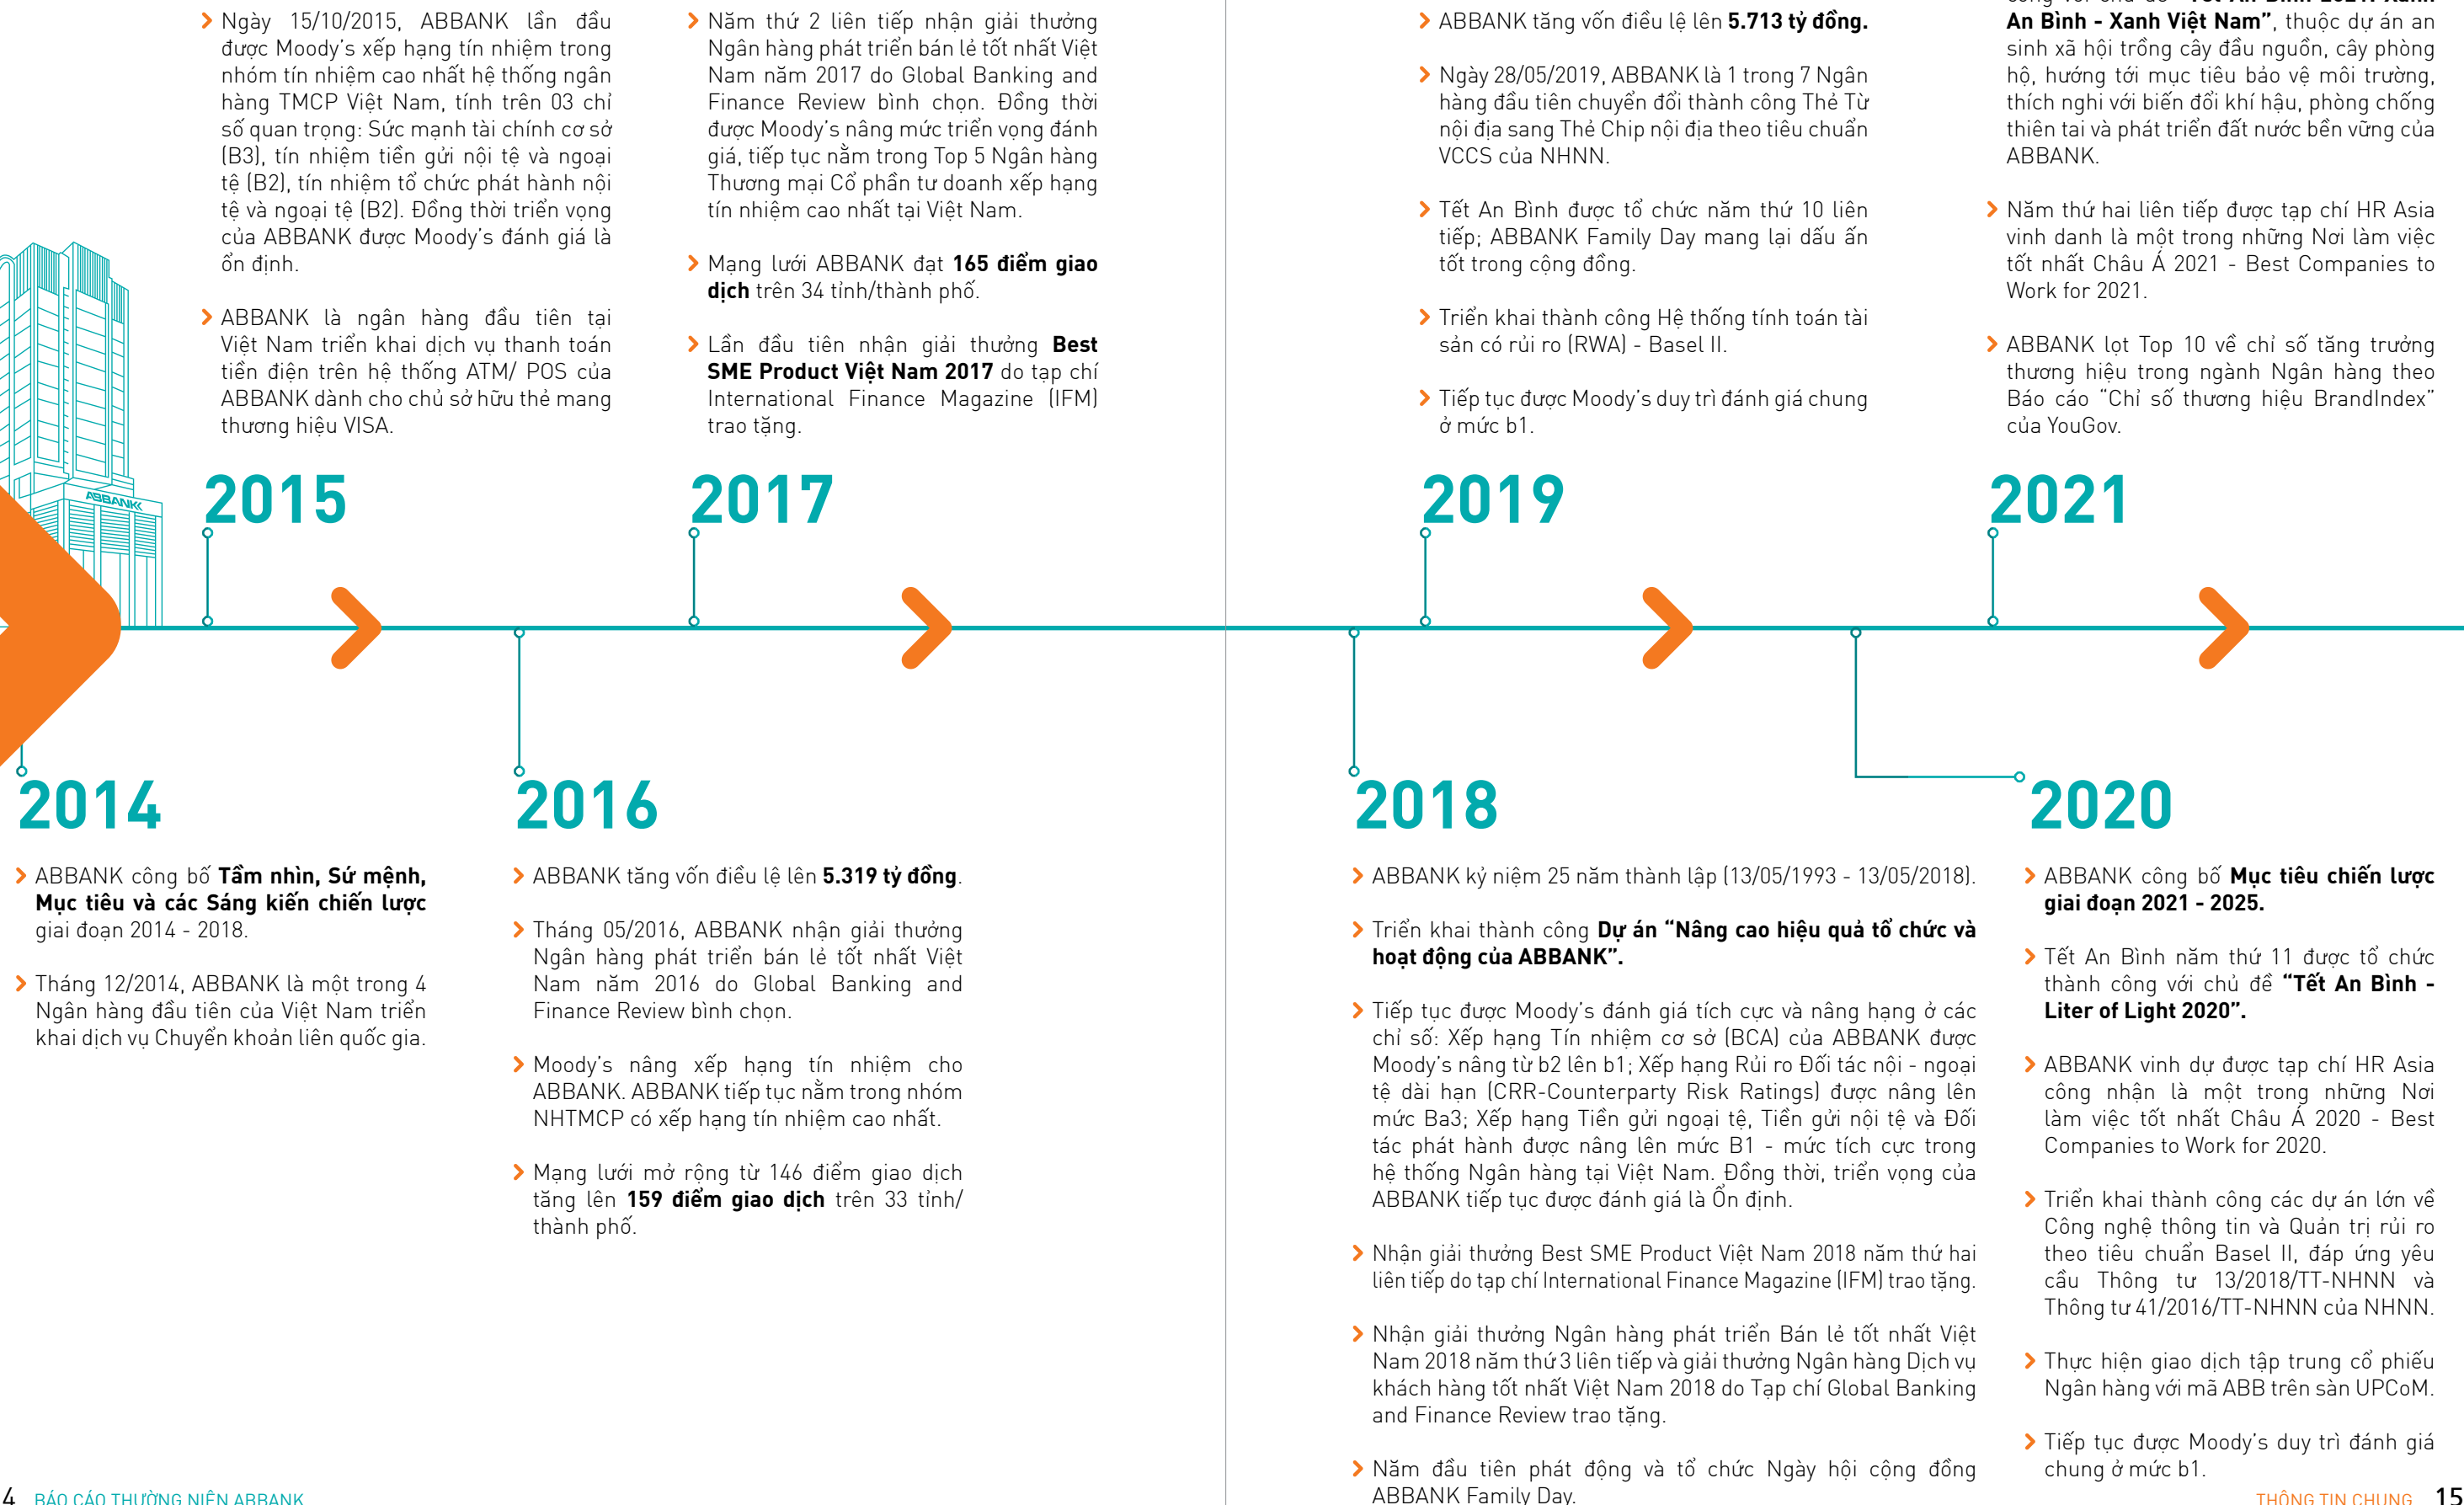 Ngày 15/10/2015, ABBANK lần đầu
được Moody's xếp hạng tín nhiệm trong
nhóm tín nhiệm cao nhất hệ thống ngân
hàng TMCP Việt Nam, tính trên 03 chỉ
số quan trọng: Sức mạnh tài chính cơ sở
(B3), tín nhiệm tiền gửi nội tệ và ngoại
tệ (B2), tín nhiệm tổ chức phát hành nội
tệ và ngoại tệ (B2). Đồng thời triển vọng
của ABBANK được Moody's đánh giá là
ổn định.
ABBANK là ngân hàng đầu tiên tại
Việt Nam triển khai dịch vụ thanh toán
tiền điện trên hệ thống ATM/ POS của
ABBANK dành cho chủ sở hữu thẻ mang
thương hiệu VISA.
2015
Năm thứ 2 liên tiếp nhận giải thưởng
Ngân hàng phát triển bán lẻ tốt nhất Việt
Nam năm 2017 do Global Banking and
Finance Review bình chọn. Đồng thời
được Moody's nâng mức triển vọng đánh
giá, tiếp tục nằm trong Top 5 Ngân hàng
Thương mại Cổ phần tư doanh xếp hạng
tín nhiệm cao nhất tại Việt Nam.
Mạng lưới ABBANK đạt 165 điểm giao
dịch trên 34 tỉnh/thành phố.
Lần đầu tiên nhận giải thưởng Best
SME Product Việt Nam 2017 do tạp chí
International Finance Magazine (IFM)
trao tặng.
2017
ABBANK tăng vốn điều lệ lên 5.713 tỷ đồng.
Ngày 28/05/2019, ABBANK là 1 trong 7 Ngân
hàng đầu tiên chuyển đổi thành công Thẻ Từ
nội địa sang Thẻ Chip nội địa theo tiêu chuẩn
VCCS của NHNN.
Tết An Bình được tổ chức năm thứ 10 liên
tiếp; ABBANK Family Day mang lại dấu ấn
tốt trong cộng đồng.
Triển khai thành công Hệ thống tính toán tài
sản có rủi ro (RWA) - Basel II.
Tiếp tục được Moody's duy trì đánh giá chung
ở mức b1.
2019
công với chủ đề "Tết An Bình 2021: Xanh
An Bình - Xanh Việt Nam", thuộc dự án an
sinh xã hội trồng cây đầu nguồn, cây phòng
hộ, hướng tới mục tiêu bảo vệ môi trường,
thích nghi với biến đổi khí hậu, phòng chống
thiên tai và phát triển đất nước bền vững của
ABBANK.
Năm thứ hai liên tiếp được tạp chí HR Asia
vinh danh là một trong những Nơi làm việc
tốt nhất Châu Á 2021 - Best Companies to
Work for 2021.
ABBANK lọt Top 10 về chỉ số tăng trưởng
thương hiệu trong ngành Ngân hàng theo
Báo cáo "Chỉ số thương hiệu BrandIndex"
của YouGov.
2021
ABBANK
2014
ABBANK công bố Tầm nhìn, Sứ mệnh,
Mục tiêu và các Sáng kiến chiến lược
giai đoạn 2014 - 2018.
Tháng 12/2014, ABBANK là một trong 4
Ngân hàng đầu tiên của Việt Nam triển
khai dịch vụ Chuyển khoản liên quốc gia.
2016
ABBANK tăng vốn điều lệ lên 5.319 tỷ đồng.
Tháng 05/2016, ABBANK nhận giải thưởng
Ngân hàng phát triển bán lẻ tốt nhất Việt
Nam năm 2016 do Global Banking and
Finance Review bình chọn.
Moody's nâng xếp hạng tín nhiệm cho
ABBANK. ABBANK tiếp tục nằm trong nhóm
NHTMCP có xếp hạng tín nhiệm cao nhất.
Mạng lưới mở rộng từ 146 điểm giao dịch
tăng lên 159 điểm giao dịch trên 33 tỉnh/
thành phố.
2018
ABBANK kỷ niệm 25 năm thành lập (13/05/1993 - 13/05/2018).
Triển khai thành công Dự án "Nâng cao hiệu quả tổ chức và
hoạt động của ABBANK".
Tiếp tục được Moody's đánh giá tích cực và nâng hạng ở các
chỉ số: Xếp hạng Tín nhiệm cơ sở (BCA) của ABBANK được
Moody's nâng từ b2 lên b1; Xếp hạng Rủi ro Đối tác nội - ngoại
tệ dài hạn (CRR-Counterparty Risk Ratings) được nâng lên
mức Ba3; Xếp hạng Tiền gửi ngoại tệ, Tiền gửi nội tệ và Đối
tác phát hành được nâng lên mức B1 - mức tích cực trong
hệ thống Ngân hàng tại Việt Nam. Đồng thời, triển vọng của
ABBANK tiếp tục được đánh giá là Ổn định.
Nhận giải thưởng Best SME Product Việt Nam 2018 năm thứ hai
liên tiếp do tạp chí International Finance Magazine (IFM) trao tặng.
Nhận giải thưởng Ngân hàng phát triển Bán lẻ tốt nhất Việt
Nam 2018 năm thứ 3 liên tiếp và giải thưởng Ngân hàng Dịch vụ
khách hàng tốt nhất Việt Nam 2018 do Tạp chí Global Banking
and Finance Review trao tặng.
Năm đầu tiên phát động và tổ chức Ngày hội cộng đồng
ABBANK Family Day.
2020
ABBANK công bố Mục tiêu chiến lược
giai đoạn 2021 - 2025.
Tết An Bình năm thứ 11 được tổ chức
thành công với chủ đề "Tết An Bình -
Liter of Light 2020".
ABBANK vinh dự được tạp chí HR Asia
công nhận là một trong những Nơi
làm việc tốt nhất Châu Á 2020 - Best
Companies to Work for 2020.
Triển khai thành công các dự án lớn về
Công nghệ thông tin và Quản trị rủi ro
theo tiêu chuẩn Basel II, đáp ứng yêu
cầu Thông tư 13/2018/TT-NHNN và
Thông tư 41/2016/TT-NHNN của NHNN.
Thực hiện giao dịch tập trung cổ phiếu
Ngân hàng với mã ABB trên sàn UPCoM.
Tiếp tục được Moody's duy trì đánh giá
chung ở mức b1.
4 BÁO CÁO THƯỜNG NIÊN ABBANK
THÔNG TIN CHUNG 15